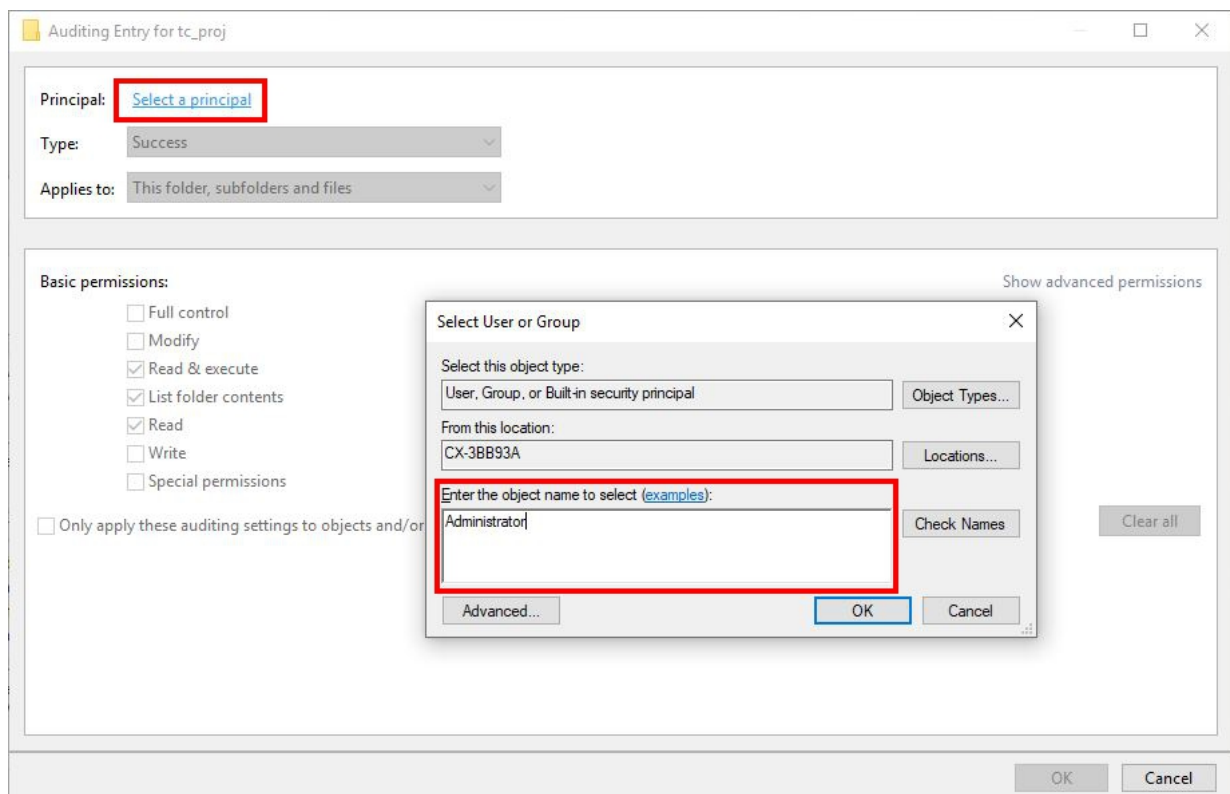 Auditing Entry for tc_proj
Principal: Select a principal
Type: Success
Applies to: This folder, subfolders and files
Basic permissions:
Show advanced permissions
Full control
Modify
Read & execute
List folder contents
Read
Write
Special permissions
Only apply these auditing settings to objects and/or
Clear all
Select User or Group
Select this object type:
User, Group, or Built-in security principal
Object Types...
From this location:
CX-3BB93A
Locations...
Enter the object name to select (examples):
Administrator
Check Names
Advanced...
OK
Cancel
OK
Cancel